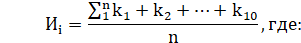 Иᵢ = (∑₁ⁿ k₁ + k₂ + ⋯ + k₁₀) / n, где: